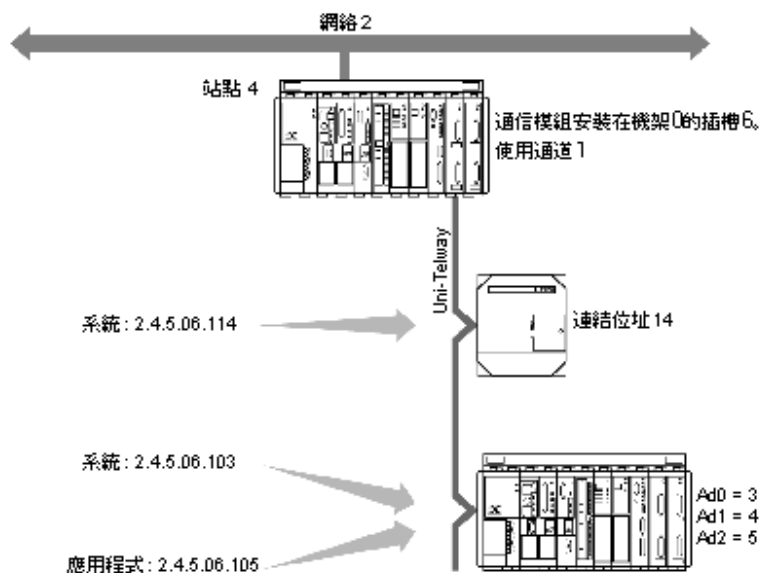 網絡 2
站點 4
通信模組安裝在機架0的插槽6。
使用通道 1
Uni-Telway
系統 : 2.4.5.06.114
連結位址 14
系統 : 2.4.5.06.103
Ad0 = 3
Ad1 = 4
Ad2 = 5
應用程式 : 2.4.5.06.105